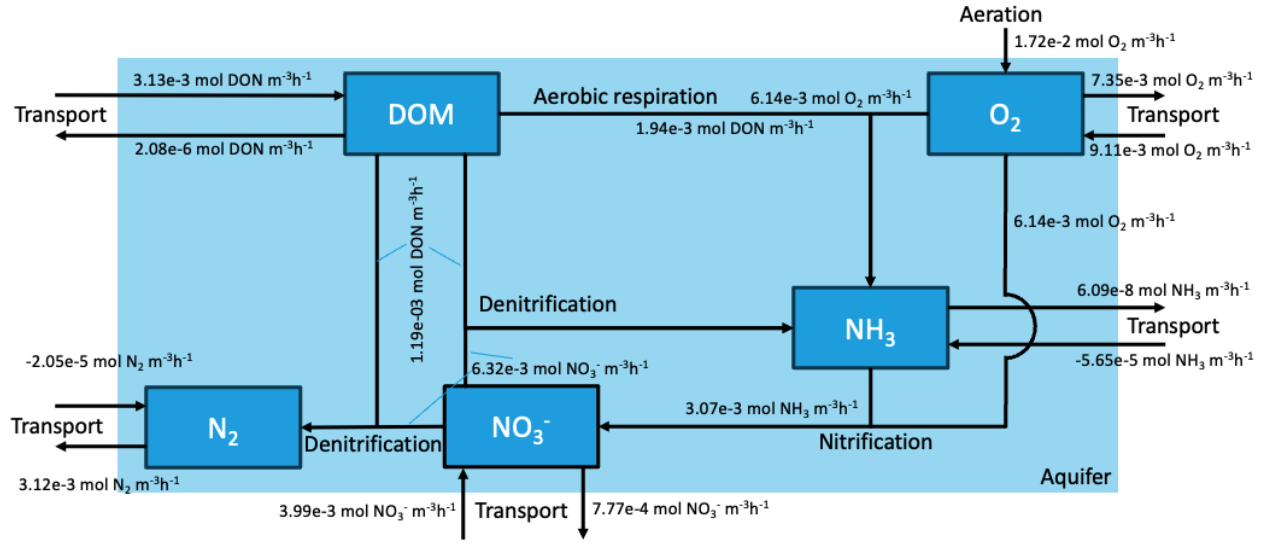 Aeration
1.72e-2 mol O₂ m⁻³h⁻¹
3.13e-3 mol DON m⁻³h⁻¹
Transport
2.08e-6 mol DON m⁻³h⁻¹
DOM
Aerobic respiration
6.14e-3 mol O₂ m⁻³h⁻¹
1.94e-3 mol DON m⁻³h⁻¹
O₂
7.35e-3 mol O₂ m⁻³h⁻¹
Transport
9.11e-3 mol O₂ m⁻³h⁻¹
1.19e-03 mol DON m⁻³h⁻¹
6.14e-3 mol O₂ m⁻³h⁻¹
Denitrification
NH₃
6.09e-8 mol NH₃ m⁻³h⁻¹
Transport
-5.65e-5 mol NH₃ m⁻³h⁻¹
-2.05e-5 mol N₂ m⁻³h⁻¹
6.32e-3 mol NO₃⁻ m⁻³h⁻¹
Transport
N₂
Denitrification
NO₃⁻
3.07e-3 mol NH₃ m⁻³h⁻¹
Nitrification
3.12e-3 mol N₂ m⁻³h⁻¹
Aquifer
3.99e-3 mol NO₃⁻ m⁻³h⁻¹
Transport
7.77e-4 mol NO₃⁻ m⁻³h⁻¹